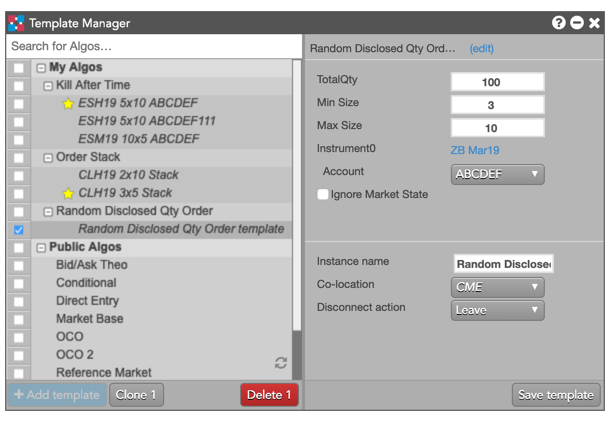 Template Manager
Search for Algos...
My Algos
Kill After Time
ESH19 5x10 ABCDEF
ESH19 5x10 ABCDEF111
ESM19 10x5 ABCDEF
Order Stack
CLH19 2x10 Stack
CLH19 3x5 Stack
Random Disclosed Qty Order
Random Disclosed Qty Order template
Public Algos
Bid/Ask Theo
Conditional
Direct Entry
Market Base
OCO
OCO 2
Reference Market
+ Add template Clone 1 Delete 1
Random Disclosed Qty Ord... (edit)
TotalQty 100
Min Size 3
Max Size 10
Instrument0 ZB Mar19
Account ABCDEF
Ignore Market State
Instance name Random Disclose
Co-location CME
Disconnect action Leave
Save template